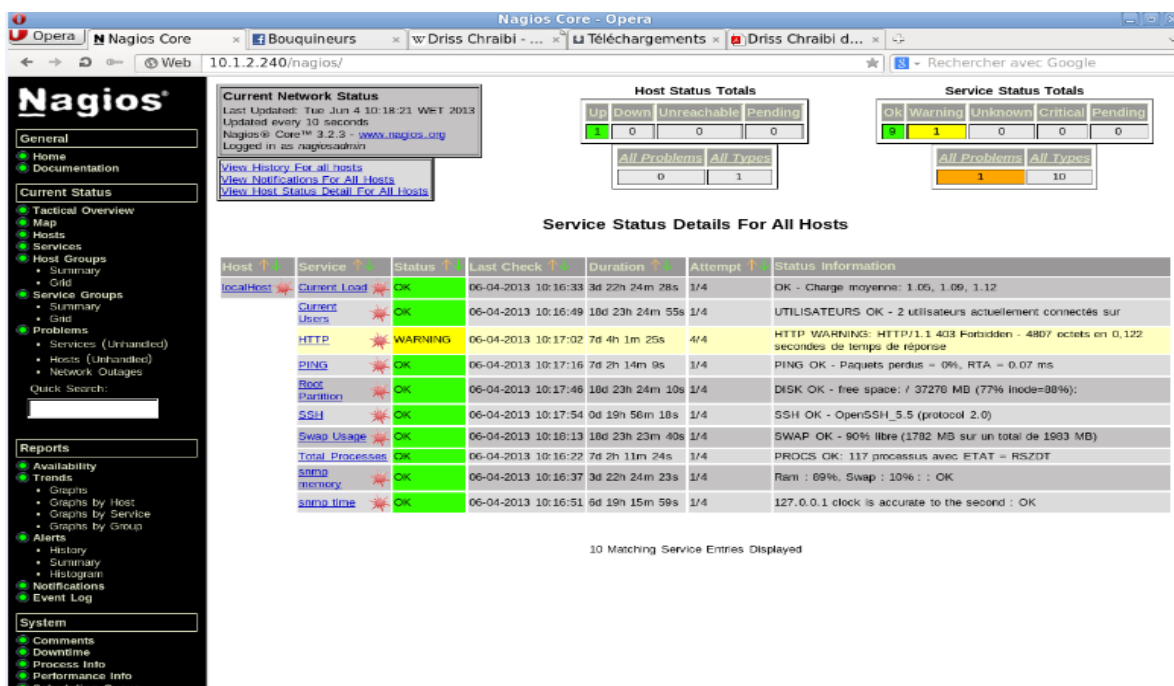 Nagios Core - Opera
Opera
N Nagios Core
Bouquineurs
W Driss Chraibi - ...
Téléchargements
Driss Chraibi d...
Web
10.1.2.240/nagios/
Rechercher avec Google
Nagios®
General
Home
Documentation
Current Status
Tactical Overview
Map
Hosts
Services
Host Groups
Summary
Grid
Service Groups
Summary
Grid
Problems
Services (Unhandled)
Hosts (Unhandled)
Network Outages
Quick Search:
Reports
Availability
Trends
Graphs
Graphs by Host
Graphs by Service
Graphs by Group
Alerts
History
Summary
Histogram
Notifications
Event Log
System
Comments
Downtime
Process Info
Performance Info
Current Network Status
Last Updated: Tue Jun 4 10:18:21 WET 2013
Updated every 10 seconds
Nagios® Core™ 3.2.3 - www.nagios.org
Logged in as nagiosadmin
View History For all hosts
View Notifications For All Hosts
View Host Status Detail For All Hosts
Host Status Totals
Up Down Unreachable Pending
1 0 0 0
All Problems All Types
0 1
Service Status Totals
Ok Warning Unknown Critical Pending
9 1 0 0 0
All Problems All Types
1 10
Service Status Details For All Hosts
Host Service Status Last Check Duration Attempt Status Information
localHost Current Load OK 06-04-2013 10:16:33 3d 22h 24m 28s 1/4 OK - Charge moyenne: 1.05, 1.09, 1.12
Current Users OK 06-04-2013 10:16:49 18d 23h 24m 55s 1/4 UTILISATEURS OK - 2 utilisateurs actuellement connectés sur
HTTP WARNING 06-04-2013 10:17:02 7d 4h 1m 25s 4/4 HTTP WARNING: HTTP/1.1 403 Forbidden - 4807 octets en 0,122 secondes de temps de réponse
PING OK 06-04-2013 10:17:16 7d 2h 14m 9s 1/4 PING OK - Paquets perdus = 0%, RTA = 0.07 ms
Root Partition OK 06-04-2013 10:17:46 18d 23h 24m 10s 1/4 DISK OK - free space: / 37278 MB (77% inode=88%):
SSH OK 06-04-2013 10:17:54 0d 19h 56m 18s 1/4 SSH OK - OpenSSH_5.5 (protocol 2.0)
Swap Usage OK 06-04-2013 10:18:13 18d 23h 23m 40s 1/4 SWAP OK - 90% libre (1782 MB sur un total de 1983 MB)
Total Processes OK 06-04-2013 10:16:22 7d 2h 11m 24s 1/4 PROCS OK: 117 processus avec ETAT = RSZDT
snmp memory OK 06-04-2013 10:16:37 3d 22h 24m 23s 1/4 Ram : 89%, Swap : 10% : : OK
snmp time OK 06-04-2013 10:16:51 6d 19h 15m 59s 1/4 127.0.0.1 clock is accurate to the second : OK
10 Matching Service Entries Displayed